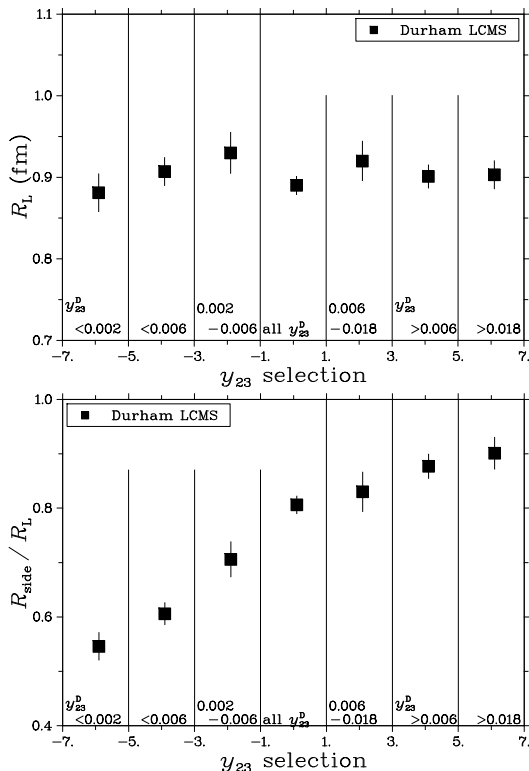 1.1
Durham LCMS
1.0
R_L (fm)
0.9
0.8
y^D_23 0.002 0.006 y^D_23
<0.002 <0.006 −0.006 all y^D_23 −0.018 >0.006 >0.018
0.7
−7. −5. −3. −1. 1. 3. 5. 7.
y_23 selection
1.0
Durham LCMS
0.8
R_side / R_L
0.6
y^D_23 0.002 0.006 y^D_23
<0.002 <0.006 −0.006 all y^D_23 −0.018 >0.006 >0.018
0.4
−7. −5. −3. −1. 1. 3. 5. 7.
y_23 selection